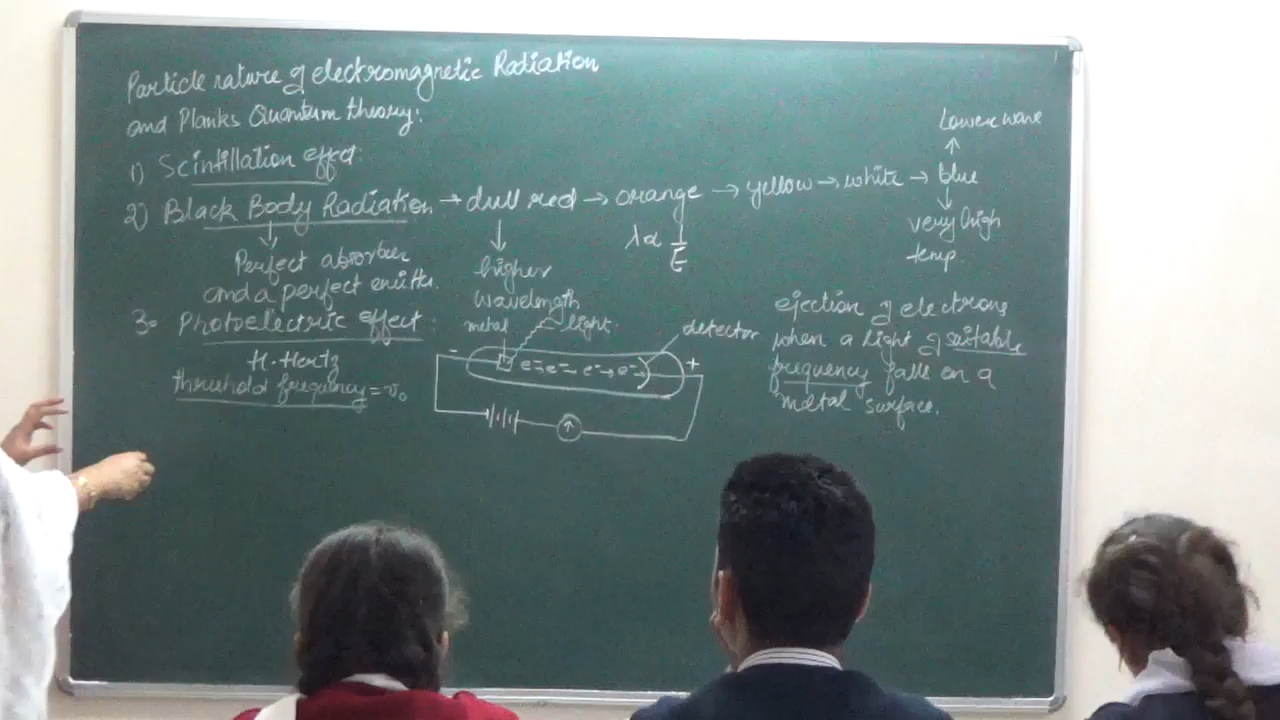 Particle nature of electromagnetic Radiation
and Planks Quantum theory:
1) Scintillation effect:
2) Black Body Radiation → dull red → orange → yellow → white → blue
Lower wave
very high
temp.
λ ∝ 1/E
Perfect absorber
and a perfect emitter.
higher
wavelength
3= Photoelectric effect:
H. Hertz
threshold frequency = ν₀
metal
light
detector
- +
e⁻ → e⁻ → e⁻ → e⁻
ejection of electrons
when a light of suitable
frequency falls on a
metal surface.